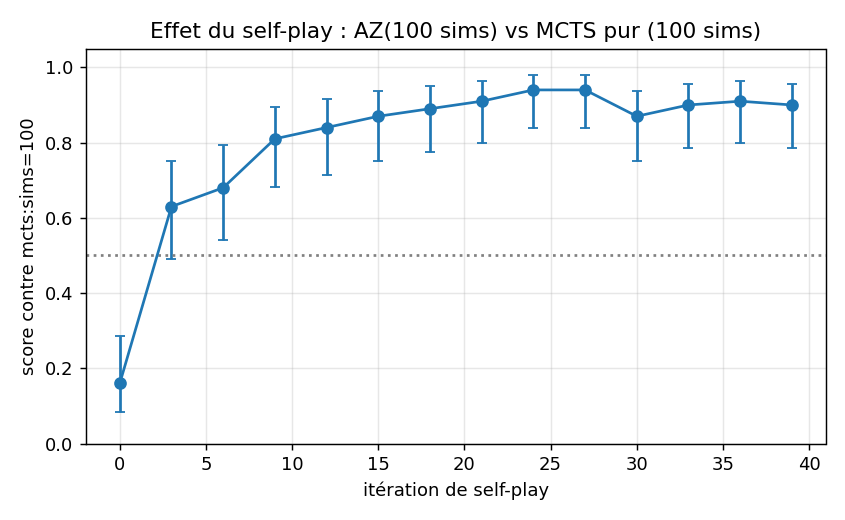 Effet du self-play : AZ(100 sims) vs MCTS pur (100 sims)
score contre mcts:sims=100
1.0
0.8
0.6
0.4
0.2
0.0
0 5 10 15 20 25 30 35 40
itération de self-play